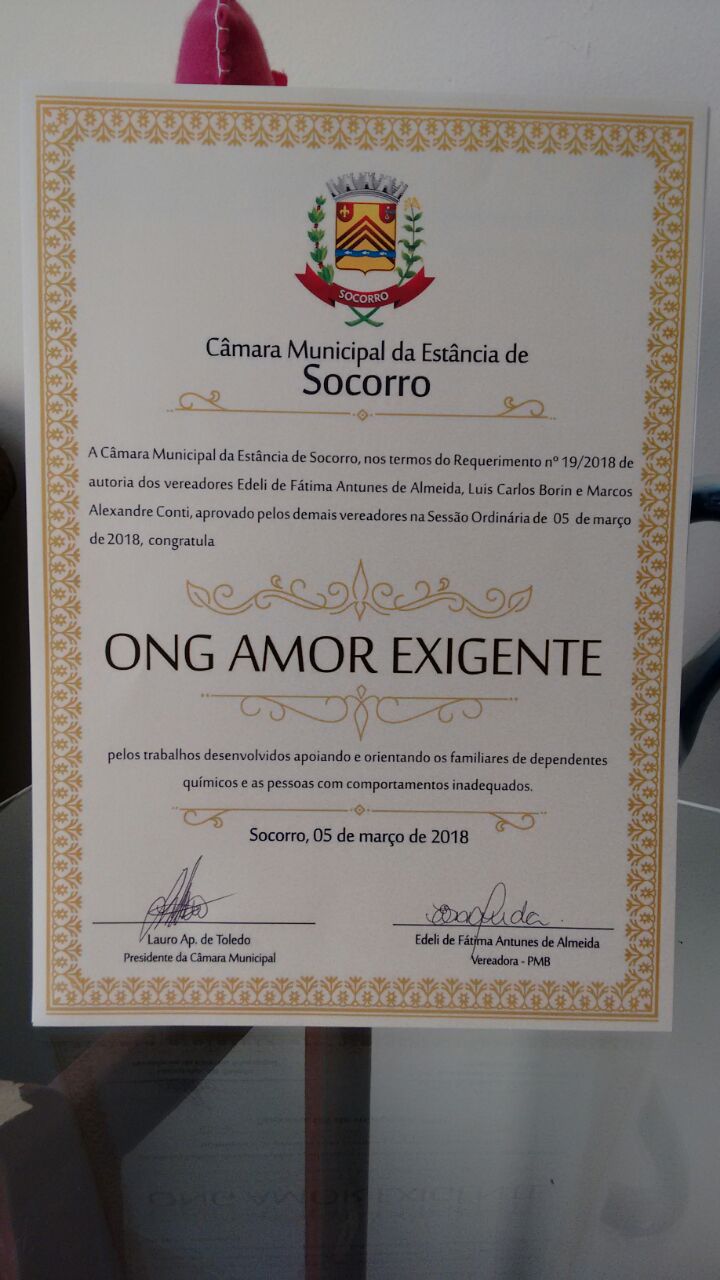 SOCORRO
Câmara Municipal da Estância de
Socorro
A Câmara Municipal da Estância de Socorro, nos termos do Requerimento nº 19/2018 de
autoria dos vereadores Edeli de Fátima Antunes de Almeida, Luis Carlos Borin e Marcos
Alexandre Conti, aprovado pelos demais vereadores na Sessão Ordinária de 05 de março
de 2018, congratula
ONG AMOR EXIGENTE
pelos trabalhos desenvolvidos apoiando e orientando os familiares de dependentes
químicos e as pessoas com comportamentos inadequados.
Socorro, 05 de março de 2018
Lauro Ap. de Toledo
Presidente da Câmara Municipal
Edeli de Fátima Antunes de Almeida
Vereadora - PMB